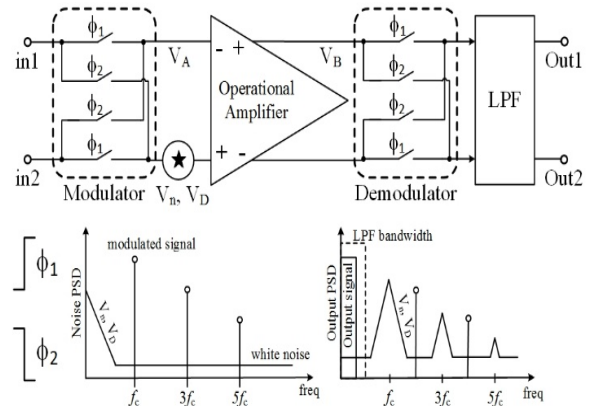 in1
in2
ϕ1
ϕ2
ϕ2
ϕ1
Modulator
VA
Vn, VD
- +
Operational
Amplifier
+ -
VB
ϕ1
ϕ2
ϕ2
ϕ1
Demodulator
LPF
Out1
Out2
ϕ1
ϕ2
Noise PSD
modulated signal
Vn, VD
white noise
fc
3fc
5fc
freq
Output PSD
LPF bandwidth
Output signal
Vn, VD
fc
3fc
5fc
freq